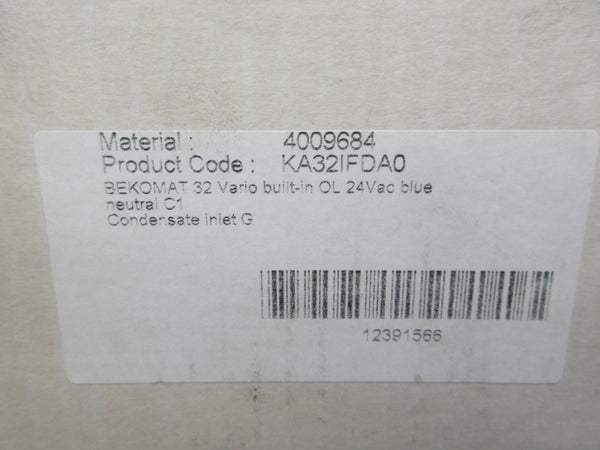 Material : 4009684
Product Code : KA32IFDA0
BEKOMAT 32 Vario built-in OL 24Vac blue
neutral C1
Condensate inlet G
12391566